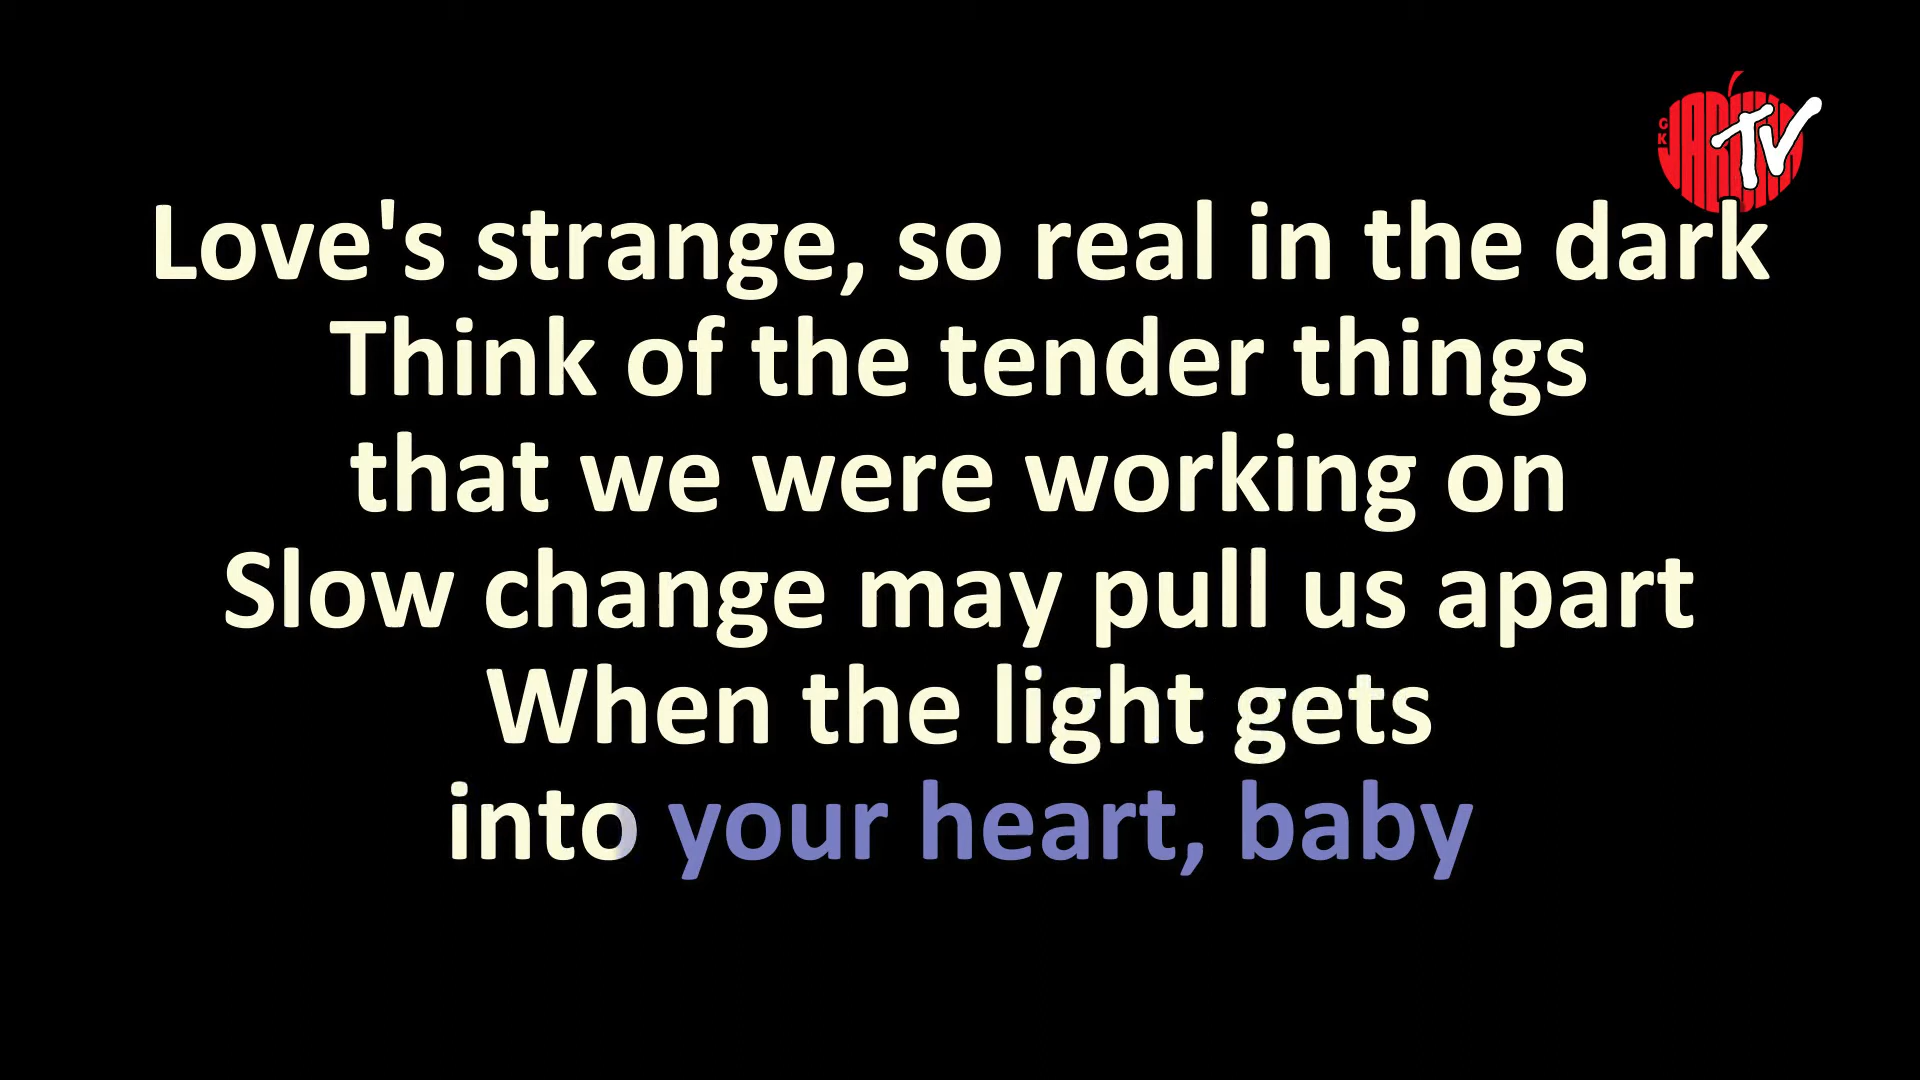 GK
TV
Love's strange, so real in the dark
Think of the tender things
that we were working on
Slow change may pull us apart
When the light gets
into your heart, baby